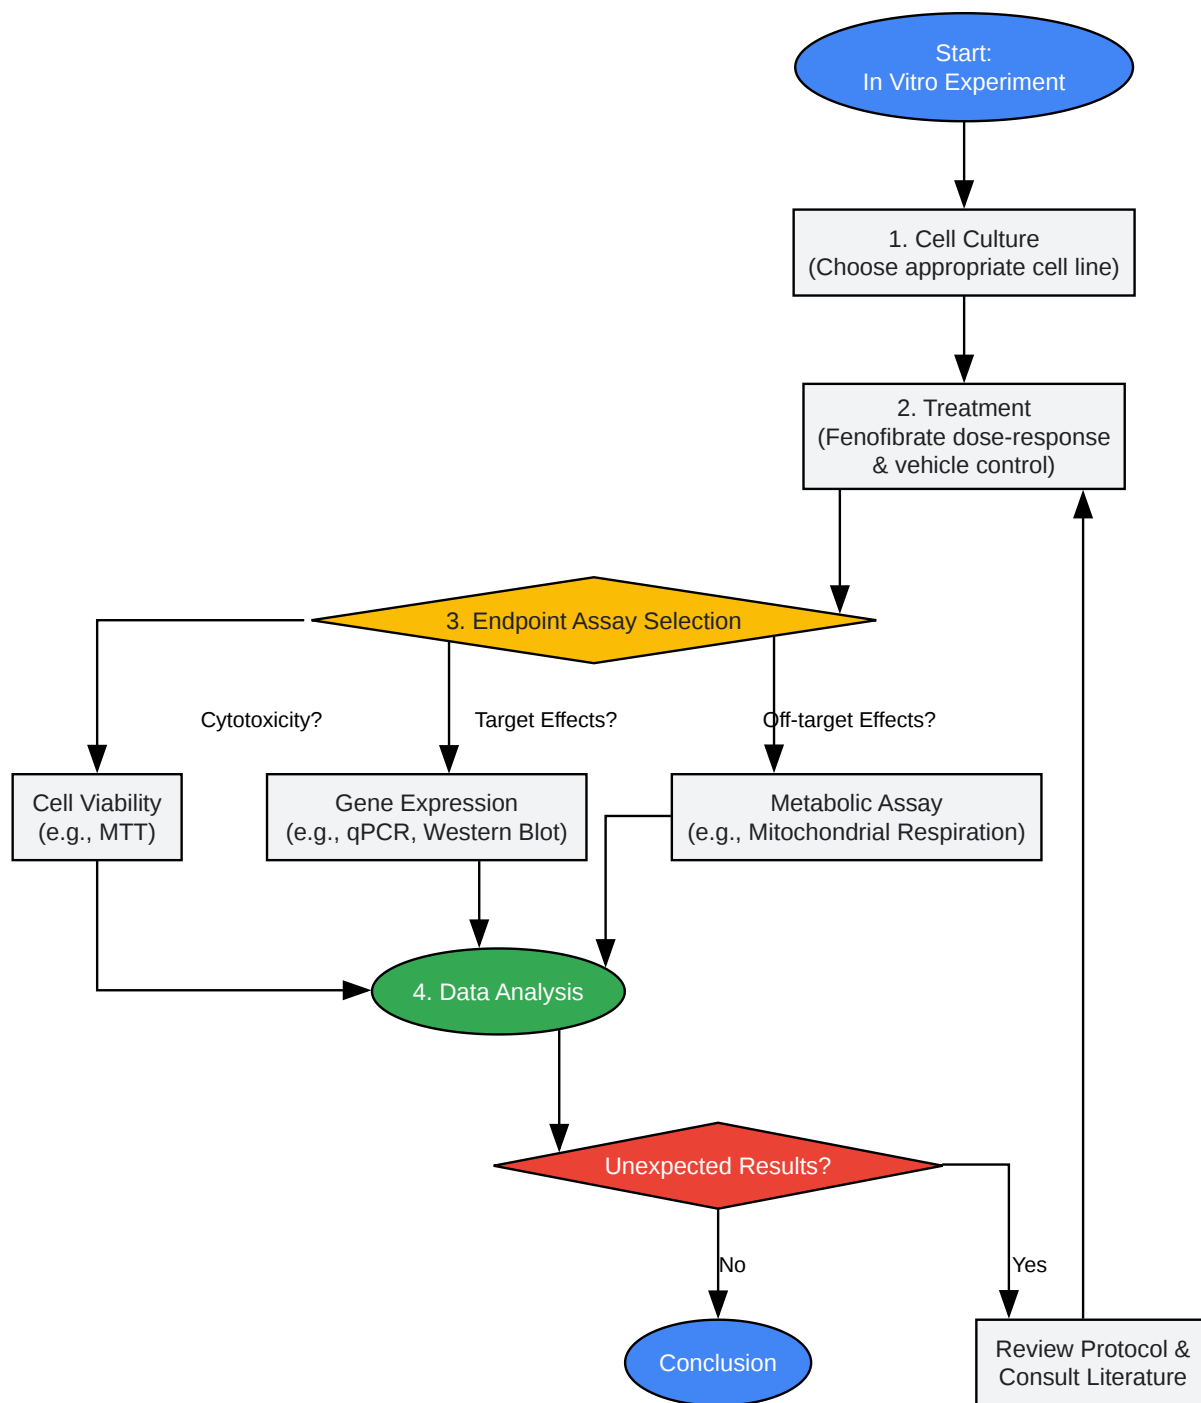 Start:
In Vitro Experiment
1. Cell Culture
(Choose appropriate cell line)
2. Treatment
(Fenofibrate dose-response
& vehicle control)
3. Endpoint Assay Selection
Cytotoxicity?
Target Effects?
Off-target Effects?
Cell Viability
(e.g., MTT)
Gene Expression
(e.g., qPCR, Western Blot)
Metabolic Assay
(e.g., Mitochondrial Respiration)
4. Data Analysis
Unexpected Results?
No
Yes
Conclusion
Review Protocol &
Consult Literature